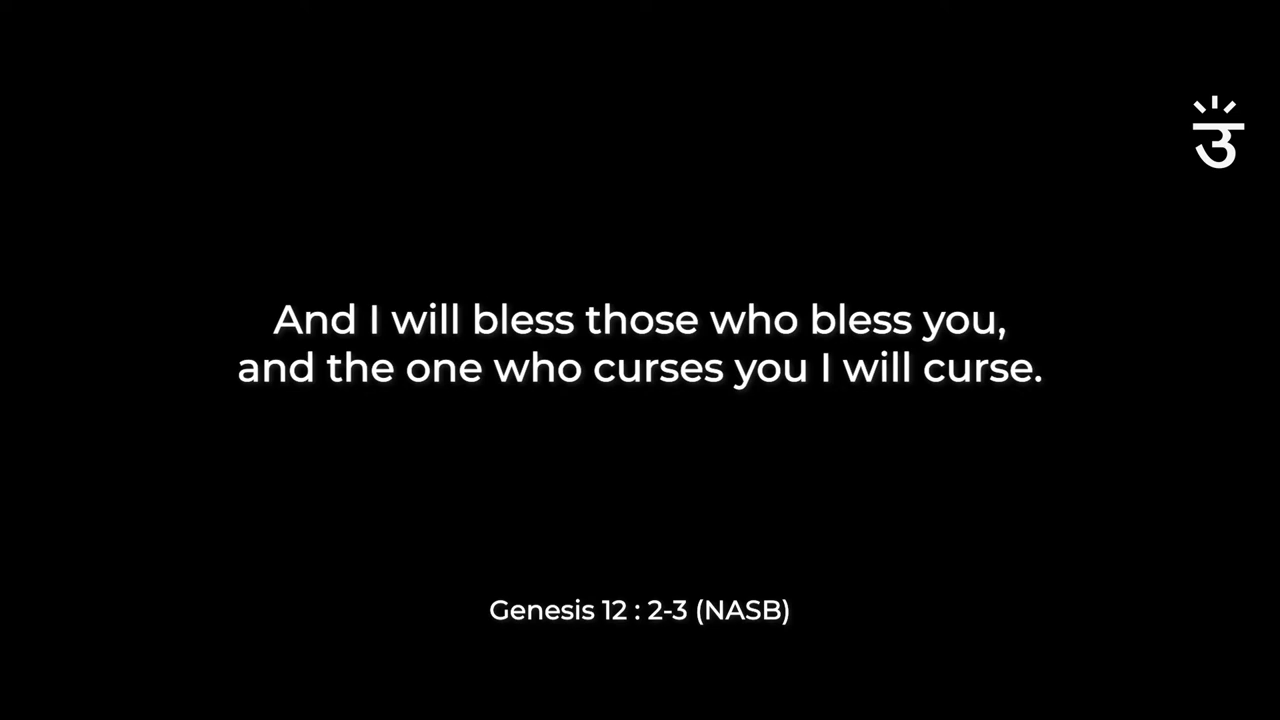 उ
And I will bless those who bless you,
and the one who curses you I will curse.
Genesis 12 : 2-3 (NASB)